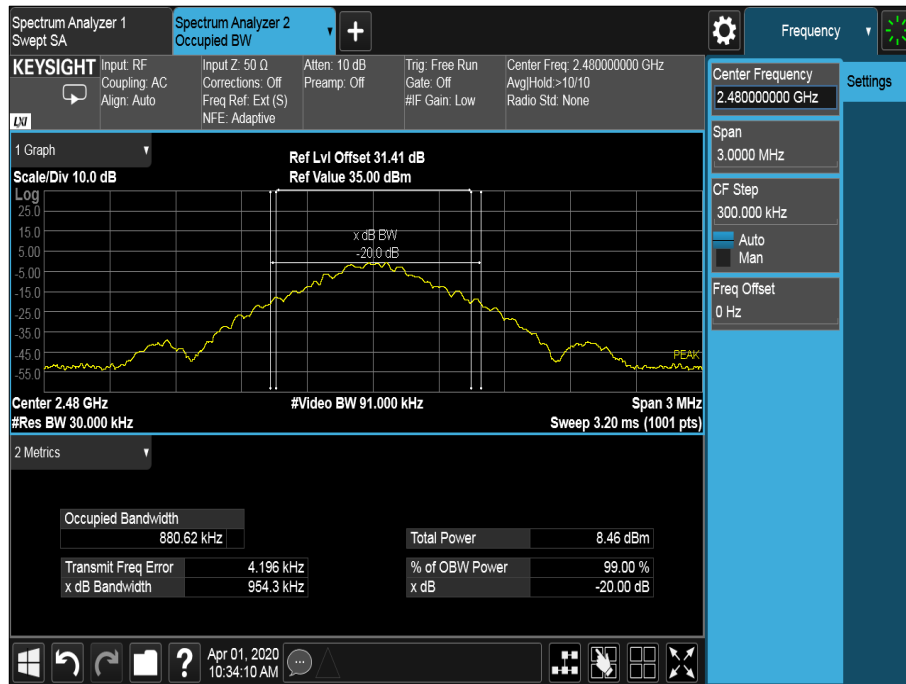 Spectrum Analyzer 1
Swept SA
Spectrum Analyzer 2
Occupied BW
Frequency
KEYSIGHT
LXI
Input: RF
Coupling: AC
Align: Auto
Input Z: 50 Ω
Corrections: Off
Freq Ref: Ext (S)
NFE: Adaptive
Atten: 10 dB
Preamp: Off
Trig: Free Run
Gate: Off
#IF Gain: Low
Center Freq: 2.480000000 GHz
Avg|Hold:>10/10
Radio Std: None
Center Frequency
2.480000000 GHz
Settings
Span
3.0000 MHz
CF Step
300.000 kHz
Auto
Man
Freq Offset
0 Hz
1 Graph
Scale/Div 10.0 dB
Ref Lvl Offset 31.41 dB
Ref Value 35.00 dBm
Log
25.0
15.0
5.00
-5.00
-15.0
-25.0
-35.0
-45.0
-55.0
x dB BW
-20.0 dB
PEAK
Center 2.48 GHz
#Video BW 91.000 kHz
Span 3 MHz
#Res BW 30.000 kHz
Sweep 3.20 ms (1001 pts)
2 Metrics
Occupied Bandwidth
880.62 kHz
Total Power 8.46 dBm
Transmit Freq Error 4.196 kHz
% of OBW Power 99.00 %
x dB Bandwidth 954.3 kHz
x dB -20.00 dB
?
Apr 01, 2020
10:34:10 AM